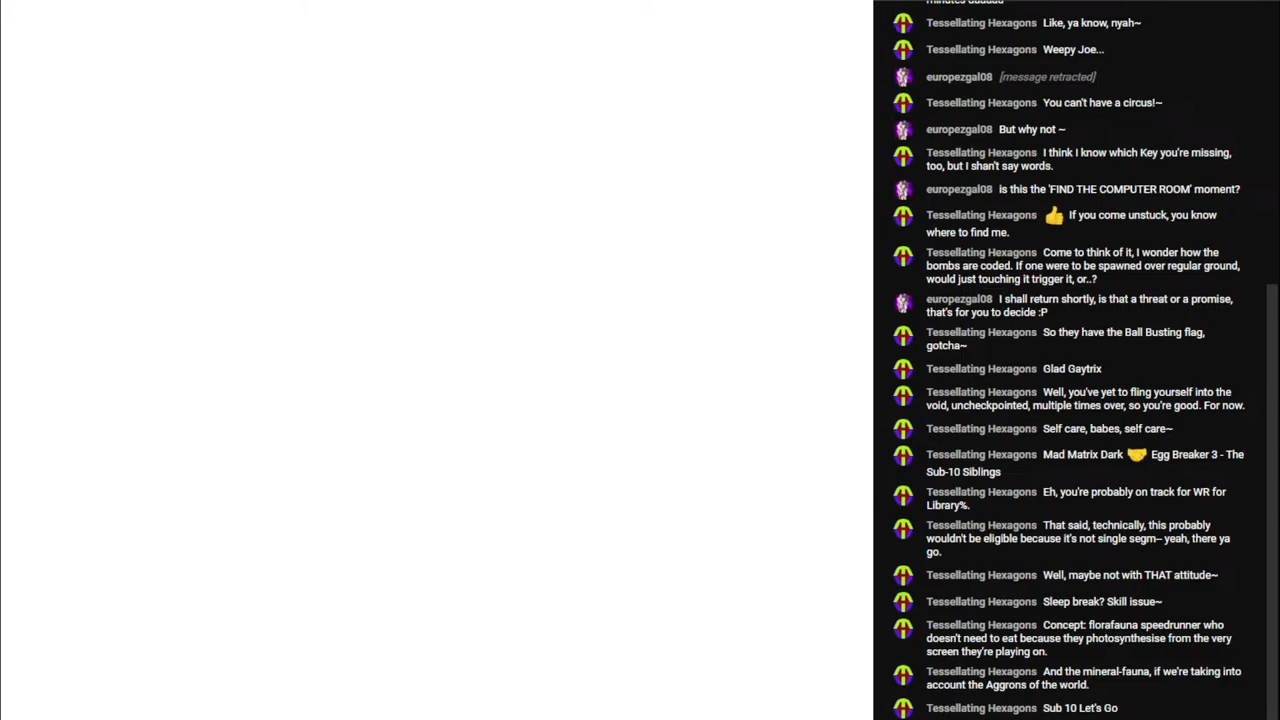 Tessellating Hexagons Like, ya know, nyah~
Tessellating Hexagons Weepy Joe...
europezgal08 [message retracted]
Tessellating Hexagons You can't have a circus!~
europezgal08 But why not ~
Tessellating Hexagons I think I know which Key you're missing,
too, but I shan't say words.
europezgal08 is this the 'FIND THE COMPUTER ROOM' moment?
Tessellating Hexagons 👍 If you come unstuck, you know
where to find me.
Tessellating Hexagons Come to think of it, I wonder how the
bombs are coded. If one were to be spawned over regular ground,
would just touching it trigger it, or..?
europezgal08 I shall return shortly, is that a threat or a promise,
that's for you to decide :P
Tessellating Hexagons So they have the Ball Busting flag,
gotcha~
Tessellating Hexagons Glad Gaytrix
Tessellating Hexagons Well, you've yet to fling yourself into the
void, uncheckpointed, multiple times over, so you're good. For now.
Tessellating Hexagons Self care, babes, self care~
Tessellating Hexagons Mad Matrix Dark 🤝 Egg Breaker 3 - The
Sub-10 Siblings
Tessellating Hexagons Eh, you're probably on track for WR for
Library%.
Tessellating Hexagons That said, technically, this probably
wouldn't be eligible because it's not single segm-- yeah, there ya
go.
Tessellating Hexagons Well, maybe not with THAT attitude~
Tessellating Hexagons Sleep break? Skill issue~
Tessellating Hexagons Concept: florafauna speedrunner who
doesn't need to eat because they photosynthesise from the very
screen they're playing on.
Tessellating Hexagons And the mineral-fauna, if we're taking into
account the Aggrons of the world.
Tessellating Hexagons Sub 10 Let's Go